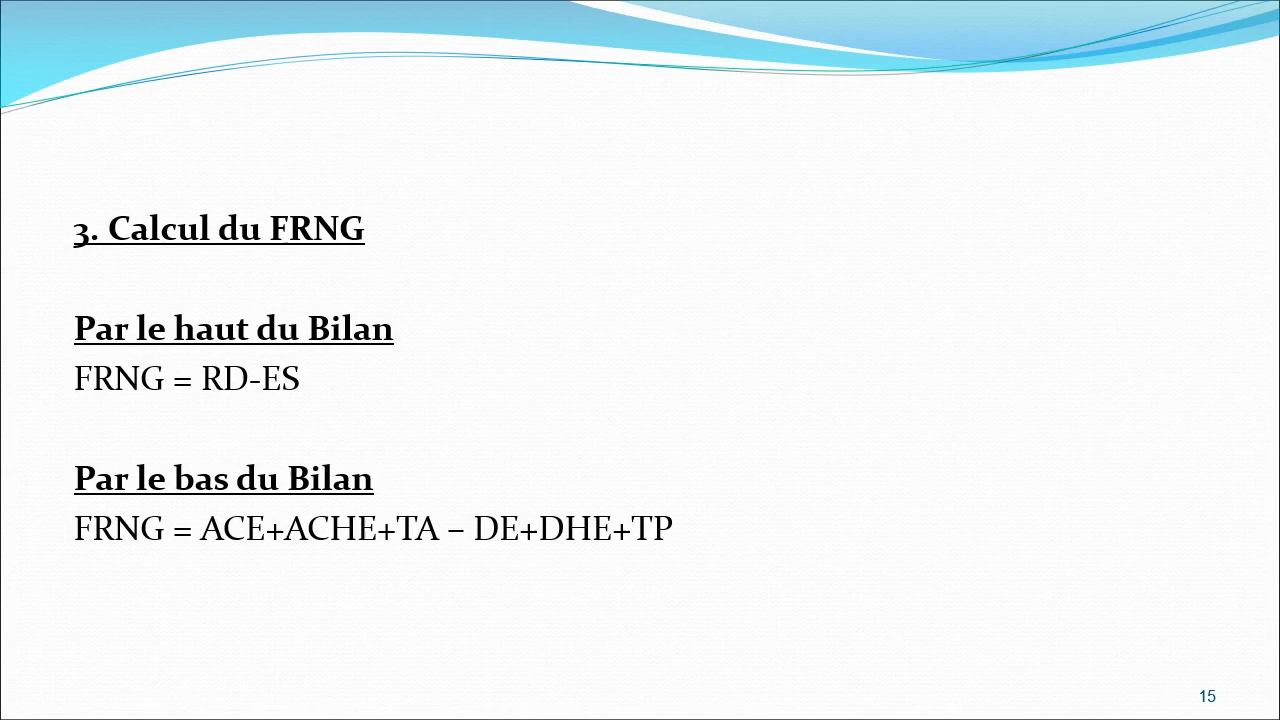 3. Calcul du FRNG
Par le haut du Bilan
FRNG = RD-ES
Par le bas du Bilan
FRNG = ACE+ACHE+TA – DE+DHE+TP
15